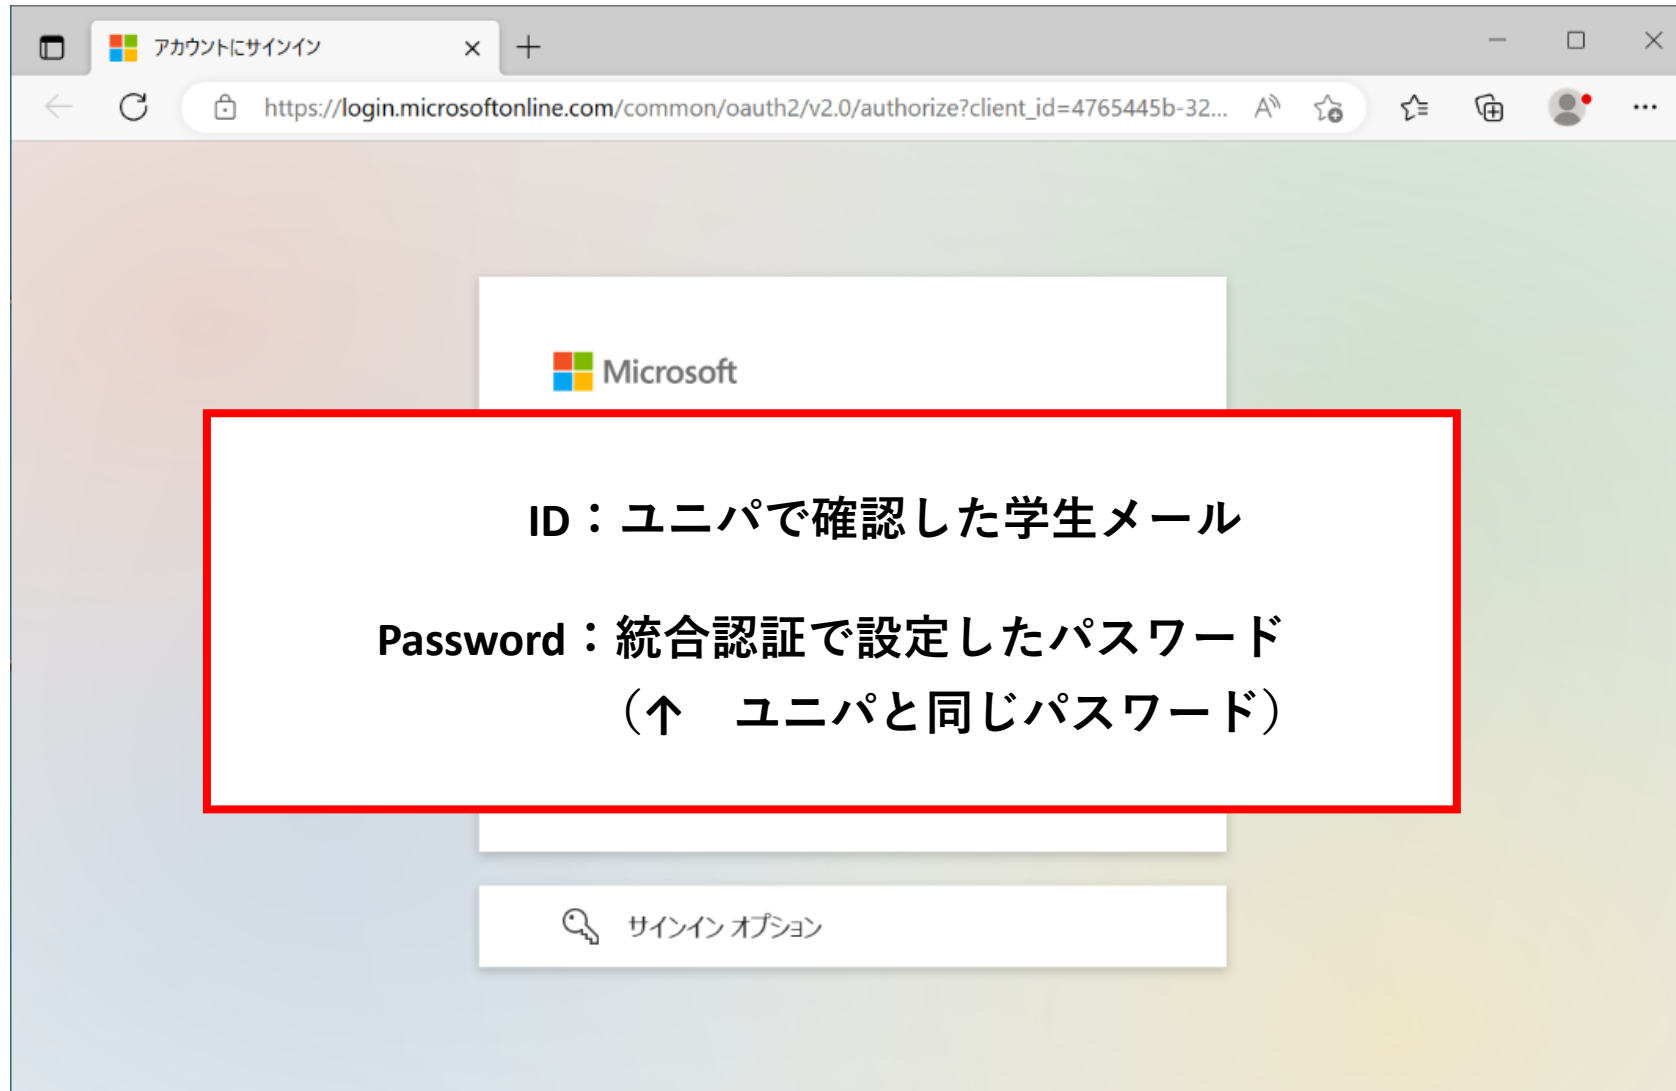 アカウントにサインイン
https://login.microsoftonline.com/common/oauth2/v2.0/authorize?client_id=4765445b-32...
Microsoft
ID：ユニパで確認した学生メール
Password：統合認証で設定したパスワード
（↑　ユニパと同じパスワード）
サインイン オプション